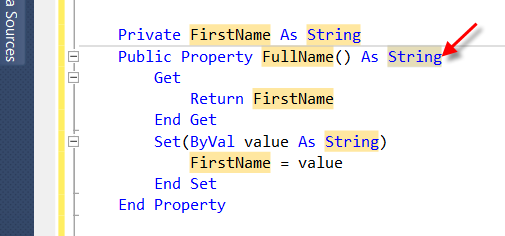 a Sources
Private FirstName As String
Public Property FullName() As String
Get
Return FirstName
End Get
Set(ByVal value As String)
FirstName = value
End Set
End Property